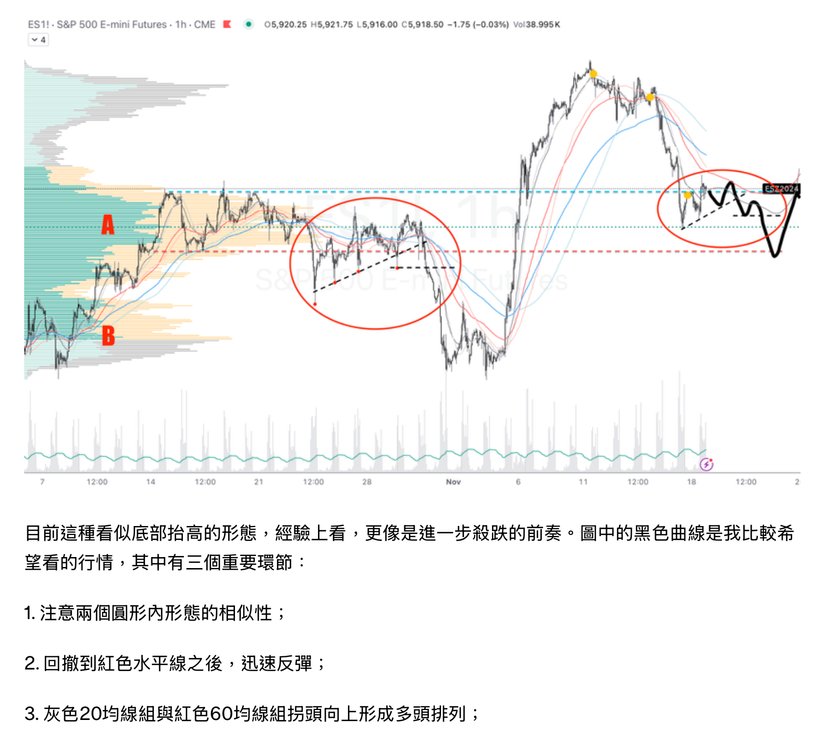 ES1! · S&P 500 E-mini Futures · 1h · CME O5,920.25 H5,921.75 L5,916.00 C5,918.50 −1.75 (−0.03%) Vol38.995K
4
ES1! 1h
S&P 500 E-mini Futures
ESZ2024
A
B
7 12:00 14 12:00 21 12:00 28 Nov 6 11 12:00 18 12:00 2
目前這種看似底部抬高的形態，經驗上看，更像是進一步殺跌的前奏。圖中的黑色曲線是我比較希
望看的行情，其中有三個重要環節：
1. 注意兩個圓形內形態的相似性；
2. 回撤到紅色水平線之後，迅速反彈；
3. 灰色20均線組與紅色60均線組拐頭向上形成多頭排列；